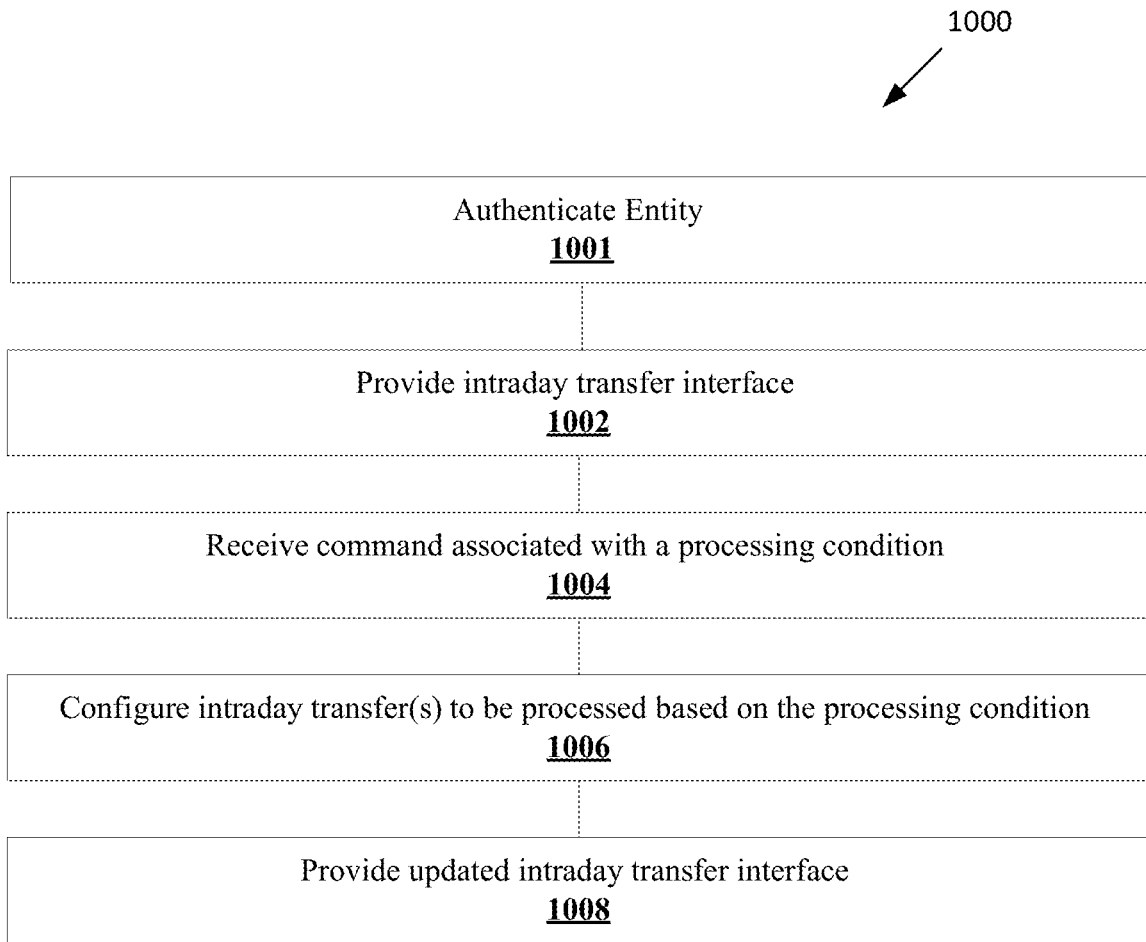 1000
Authenticate Entity
1001
Provide intraday transfer interface
1002
Receive command associated with a processing condition
1004
Configure intraday transfer(s) to be processed based on the processing condition
1006
Provide updated intraday transfer interface
1008